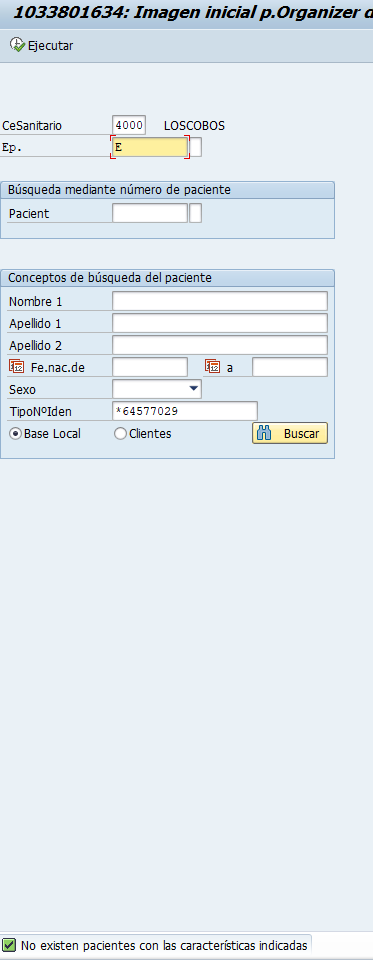 1033801634: Imagen inicial p.Organizer d
Ejecutar
CeSanitario 4000 LOSCOBOS
Ep. E
Búsqueda mediante número de paciente
Pacient
Conceptos de búsqueda del paciente
Nombre 1
Apellido 1
Apellido 2
Fe.nac.de a
Sexo
TipoNºIden *64577029
Base Local Clientes Buscar
No existen pacientes con las características indicadas